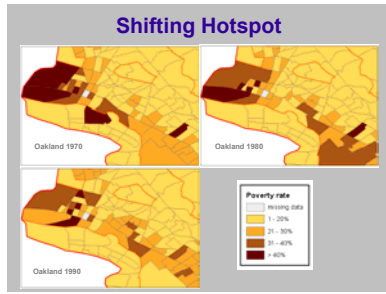 Shifting Hotspot
Oakland 1970
Oakland 1980
Oakland 1990
Poverty rate
missing data
1 - 20%
21 - 30%
31 - 40%
> 40%